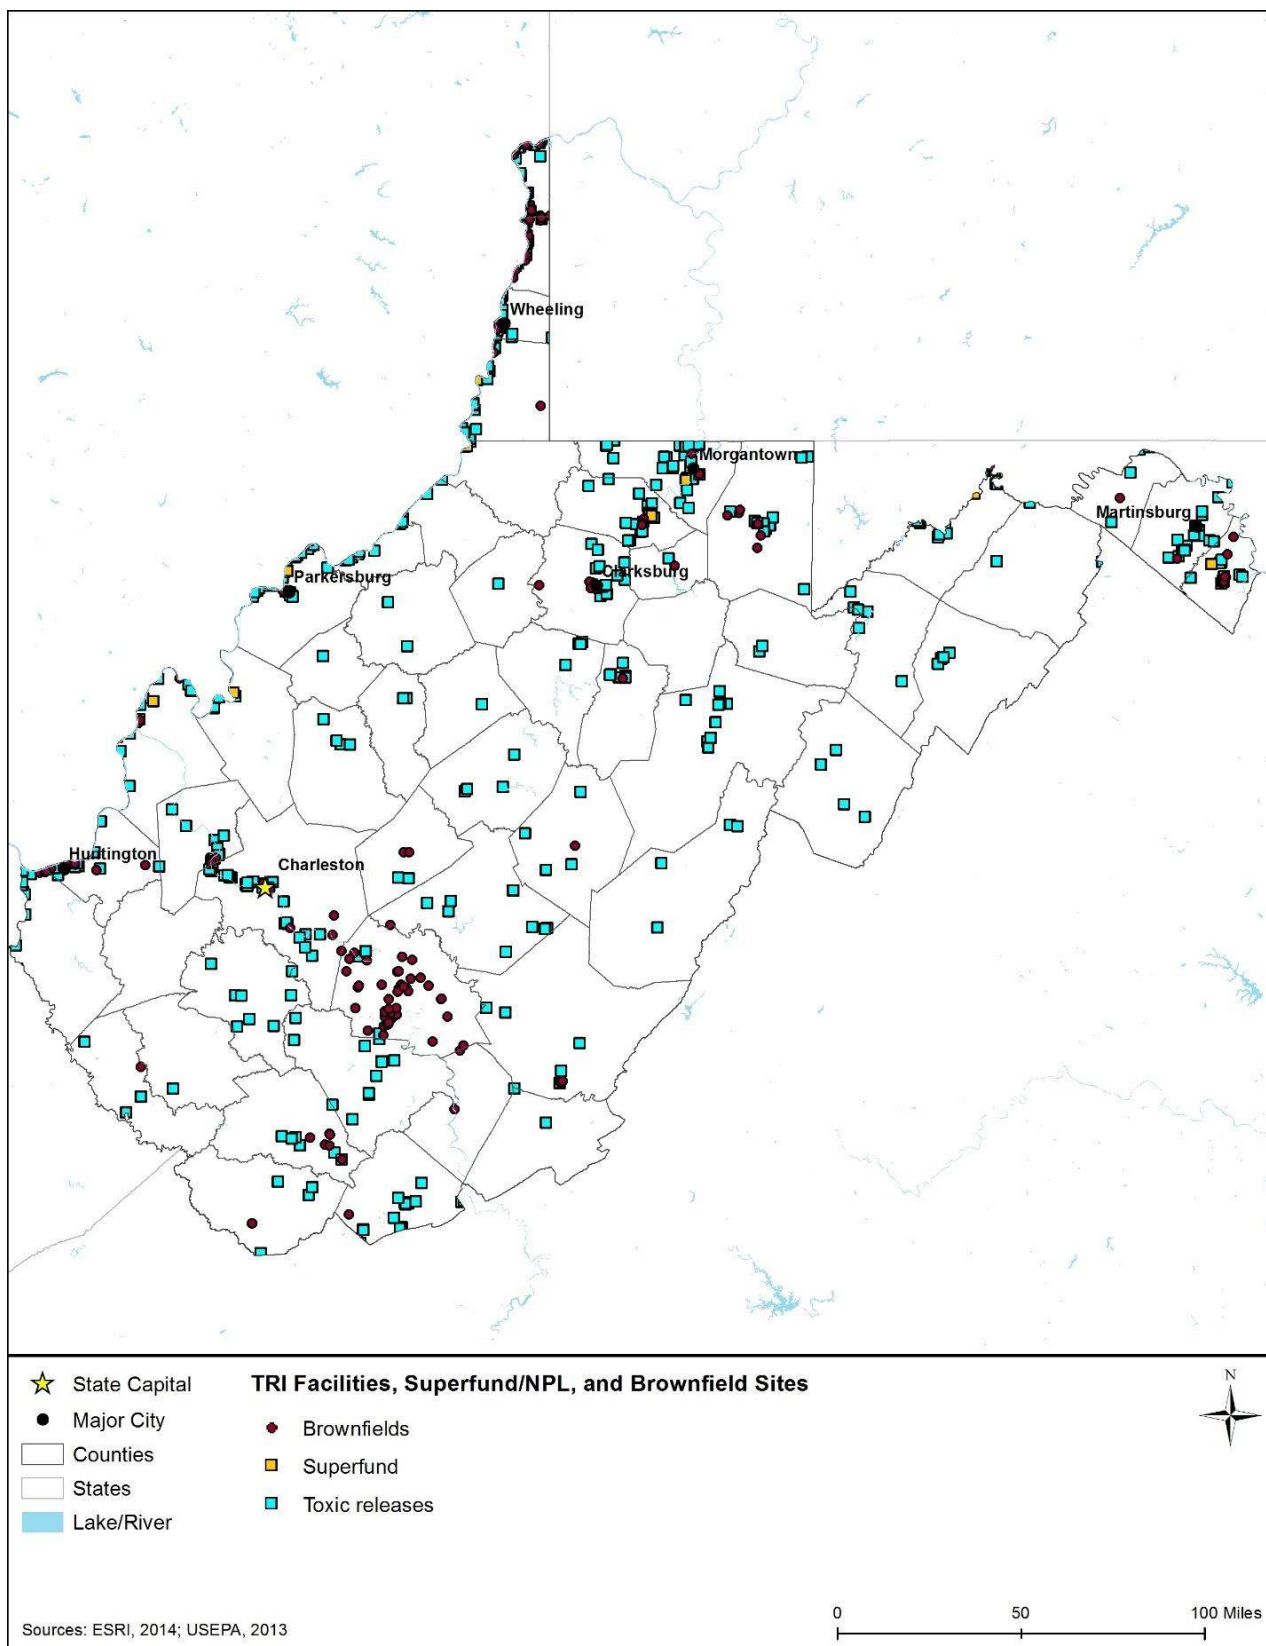 Wheeling
Morgantown
Martinsburg
Clarksburg
Parkersburg
Huntington
Charleston
State Capital
Major City
Counties
States
Lake/River
TRI Facilities, Superfund/NPL, and Brownfield Sites
Brownfields
Superfund
Toxic releases
N
0 50 100 Miles
Sources: ESRI, 2014; USEPA, 2013